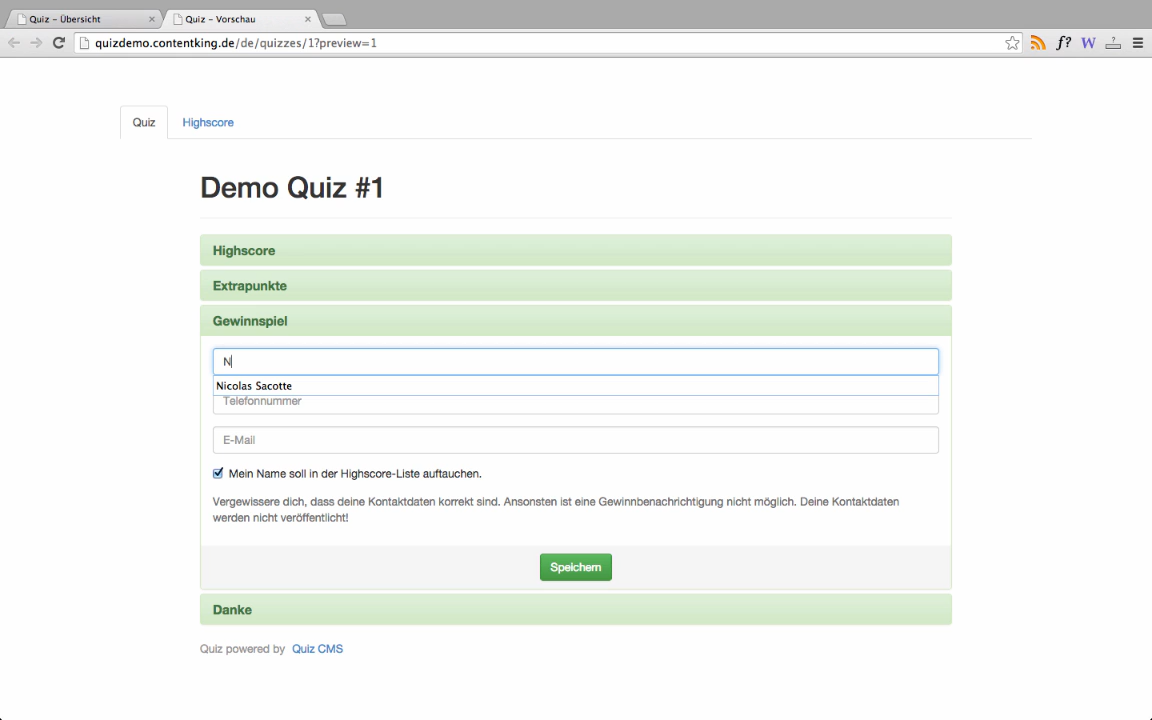 Quiz – Übersicht
Quiz – Vorschau
quizdemo.contentking.de/de/quizzes/1?preview=1
f?
W
?
Quiz
Highscore
Demo Quiz #1
Highscore
Extrapunkte
Gewinnspiel
N
Nicolas Sacotte
Telefonnummer
E-Mail
Mein Name soll in der Highscore-Liste auftauchen.
Vergewissere dich, dass deine Kontaktdaten korrekt sind. Ansonsten ist eine Gewinnbenachrichtigung nicht möglich. Deine Kontaktdaten
werden nicht veröffentlicht!
Speichern
Danke
Quiz powered by Quiz CMS